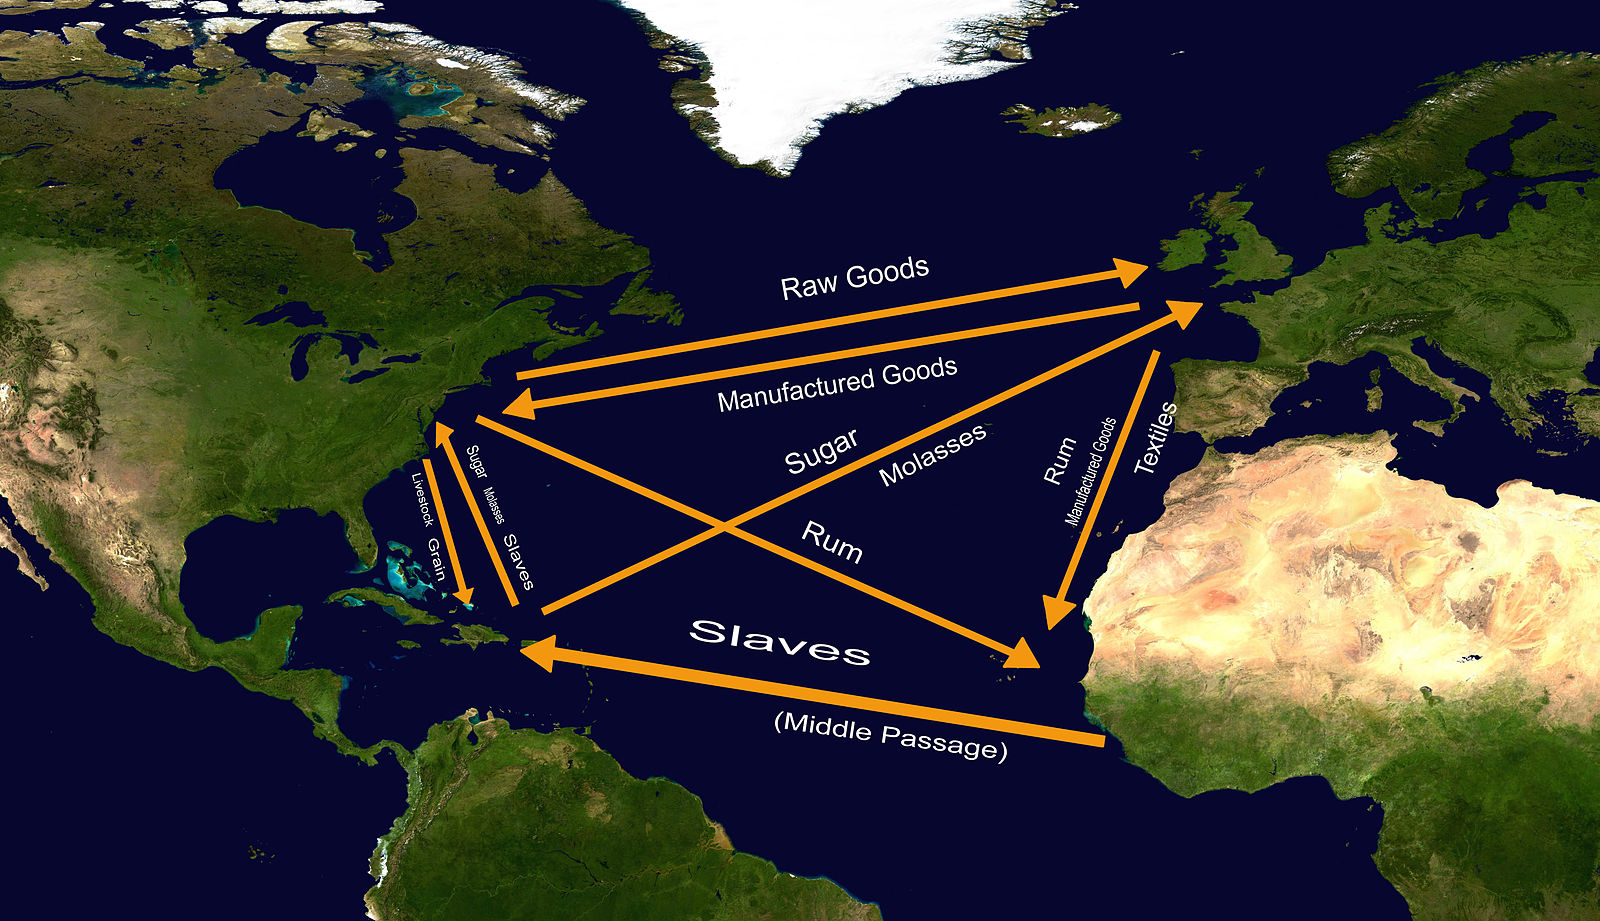 Raw Goods
Manufactured Goods
Sugar
Molasses
Rum
Manufactured Goods
Textiles
Sugar Molasses Slaves
Livestock Grain
Rum
Slaves
(Middle Passage)